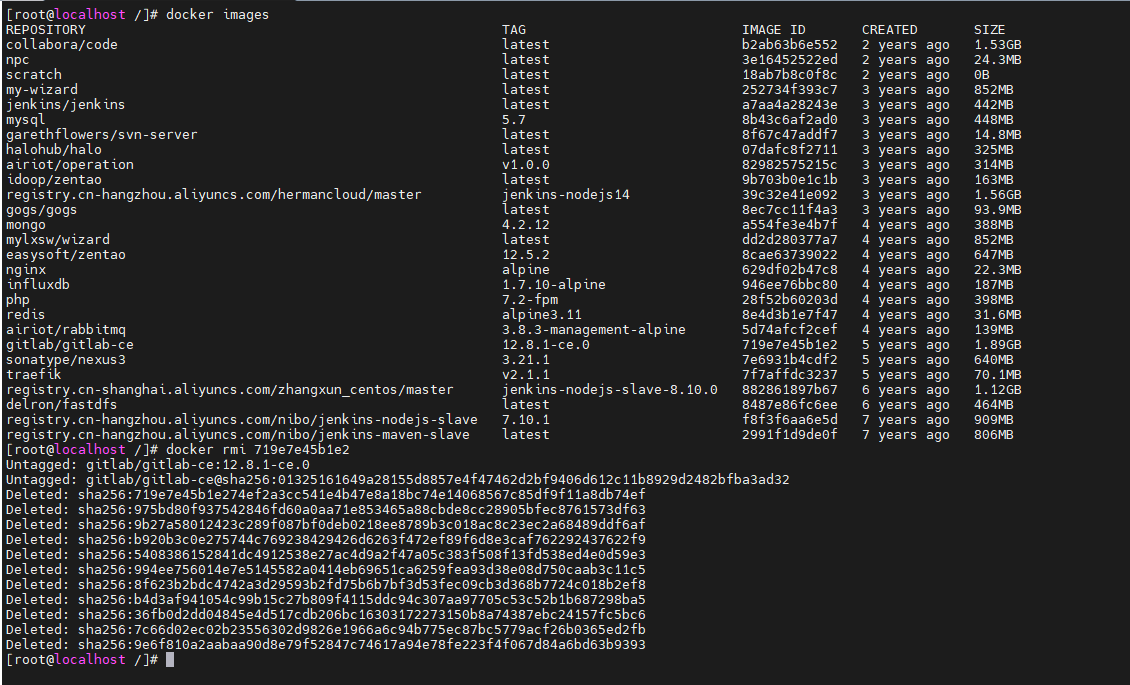 [root@localhost /]# docker images
REPOSITORY TAG IMAGE ID CREATED SIZE
collabora/code latest b2ab63b6e552 2 years ago 1.53GB
npc latest 3e16452522ed 2 years ago 24.3MB
scratch latest 18ab7b8c0f8c 2 years ago 0B
my-wizard latest 252734f393c7 3 years ago 852MB
jenkins/jenkins latest a7aa4a28243e 3 years ago 442MB
mysql 5.7 8b43c6af2ad0 3 years ago 448MB
garethflowers/svn-server latest 8f67c47addf7 3 years ago 14.8MB
halohub/halo latest 07dafc8f2711 3 years ago 325MB
airiot/operation v1.0.0 82982575215c 3 years ago 314MB
idoop/zentao latest 9b703b0e1c1b 3 years ago 163MB
registry.cn-hangzhou.aliyuncs.com/hermancloud/master jenkins-nodejs14 39c32e41e092 3 years ago 1.56GB
gogs/gogs latest 8ec7cc11f4a3 3 years ago 93.9MB
mongo 4.2.12 a554fe3e4b7f 4 years ago 388MB
mylxsw/wizard latest dd2d280377a7 4 years ago 852MB
easysoft/zentao 12.5.2 8cae63739022 4 years ago 647MB
nginx alpine 629df02b47c8 4 years ago 22.3MB
influxdb 1.7.10-alpine 946ee76bbc80 4 years ago 187MB
php 7.2-fpm 28f52b60203d 4 years ago 398MB
redis alpine3.11 8e4d3b1e7f47 4 years ago 31.6MB
airiot/rabbitmq 3.8.3-management-alpine 5d74afcf2cef 4 years ago 139MB
gitlab/gitlab-ce 12.8.1-ce.0 719e7e45b1e2 5 years ago 1.89GB
sonatype/nexus3 3.21.1 7e6931b4cdf2 5 years ago 640MB
traefik v2.1.1 7f7affdc3237 5 years ago 70.1MB
registry.cn-shanghai.aliyuncs.com/zhangxun_centos/master jenkins-nodejs-slave-8.10.0 882861897b67 6 years ago 1.12GB
delron/fastdfs latest 8487e86fc6ee 6 years ago 464MB
registry.cn-hangzhou.aliyuncs.com/nibo/jenkins-nodejs-slave 7.10.1 f8f3f6aa6e5d 7 years ago 909MB
registry.cn-hangzhou.aliyuncs.com/nibo/jenkins-maven-slave latest 2991f1d9de0f 7 years ago 806MB
[root@localhost /]# docker rmi 719e7e45b1e2
Untagged: gitlab/gitlab-ce:12.8.1-ce.0
Untagged: gitlab/gitlab-ce@sha256:01325161649a28155d8857e4f47462d2bf9406d612c11b8929d2482bfba3ad32
Deleted: sha256:719e7e45b1e274ef2a3cc541e4b47e8a18bc74e14068567c85df9f11a8db74ef
Deleted: sha256:975bd80f937542846fd60a0aa71e853465a88cbde8cc28905bfec8761573df63
Deleted: sha256:9b27a58012423c289f087bf0deb0218ee8789b3c018ac8c23ec2a68489ddf6af
Deleted: sha256:b920b3c0e275744c769238429426d6263f472ef89f6d8e3caf762292437622f9
Deleted: sha256:5408386152841dc4912538e27ac4d9a2f47a05c383f508f13fd538ed4e0d59e3
Deleted: sha256:994ee756014e7e5145582a0414eb69651ca6259fea93d38e08d750caab3c11c5
Deleted: sha256:8f623b2bdc4742a3d29593b2fd75b6b7bf3d53fec09cb3d368b7724c018b2ef8
Deleted: sha256:b4d3af941054c99b15c27b809f4115ddc94c307aa97705c53c52b1b687298ba5
Deleted: sha256:36fb0d2dd04845e4d517cdb206bc16303172273150b8a74387ebc24157fc5bc6
Deleted: sha256:7c66d02ec02b23556302d9826e1966a6c94b775ec87bc5779acf26b0365ed2fb
Deleted: sha256:9e6f810a2aabaa90d8e79f52847c74617a94e78fe223f4f067d84a6bd63b9393
[root@localhost /]#